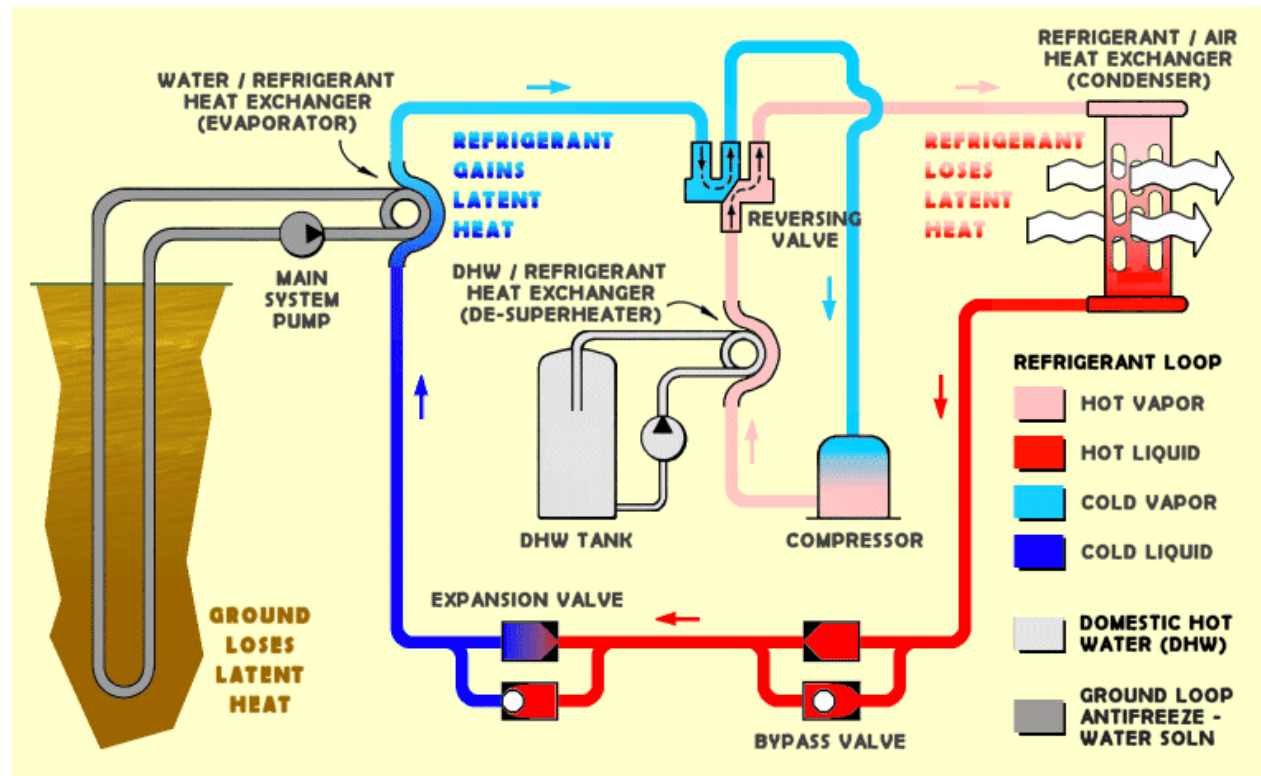 WATER / REFRIGERANT
HEAT EXCHANGER
(EVAPORATOR)
REFRIGERANT / AIR
HEAT EXCHANGER
(CONDENSER)
REFRIGERANT
GAINS
LATENT
HEAT
REFRIGERANT
LOSES
LATENT
HEAT
REVERSING
VALVE
MAIN
SYSTEM
PUMP
DHW / REFRIGERANT
HEAT EXCHANGER
(DE-SUPERHEATER)
DHW TANK
COMPRESSOR
GROUND
LOSES
LATENT
HEAT
EXPANSION VALVE
BYPASS VALVE
REFRIGERANT LOOP
HOT VAPOR
HOT LIQUID
COLD VAPOR
COLD LIQUID
DOMESTIC HOT
WATER (DHW)
GROUND LOOP
ANTIFREEZE -
WATER SOLN